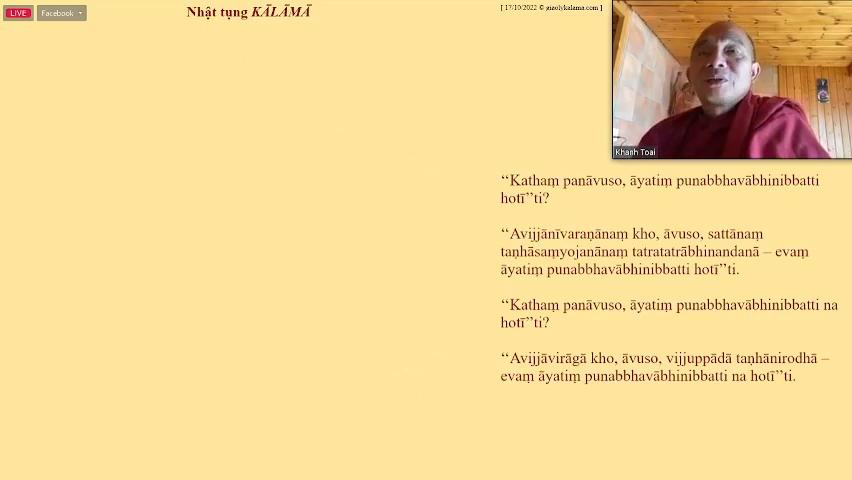 LIVE
Facebook
Nhật tụng KĀLĀMĀ
[ 17/10/2022 © giaolykalama.com ]
Khanh Toai
‘‘Kathaṃ panāvuso, āyatiṃ punabbhavābhinibbatti
hotī’’ti?
‘‘Avijjānīvaraṇānaṃ kho, āvuso, sattānaṃ
taṇhāsaṃyojanānaṃ tatratatrābhinandanā – evaṃ
āyatiṃ punabbhavābhinibbatti hotī’’ti.
‘‘Kathaṃ panāvuso, āyatiṃ punabbhavābhinibbatti na
hotī’’ti?
‘‘Avijjāvirāgā kho, āvuso, vijjuppādā taṇhānirodhā –
evaṃ āyatiṃ punabbhavābhinibbatti na hotī’’ti.